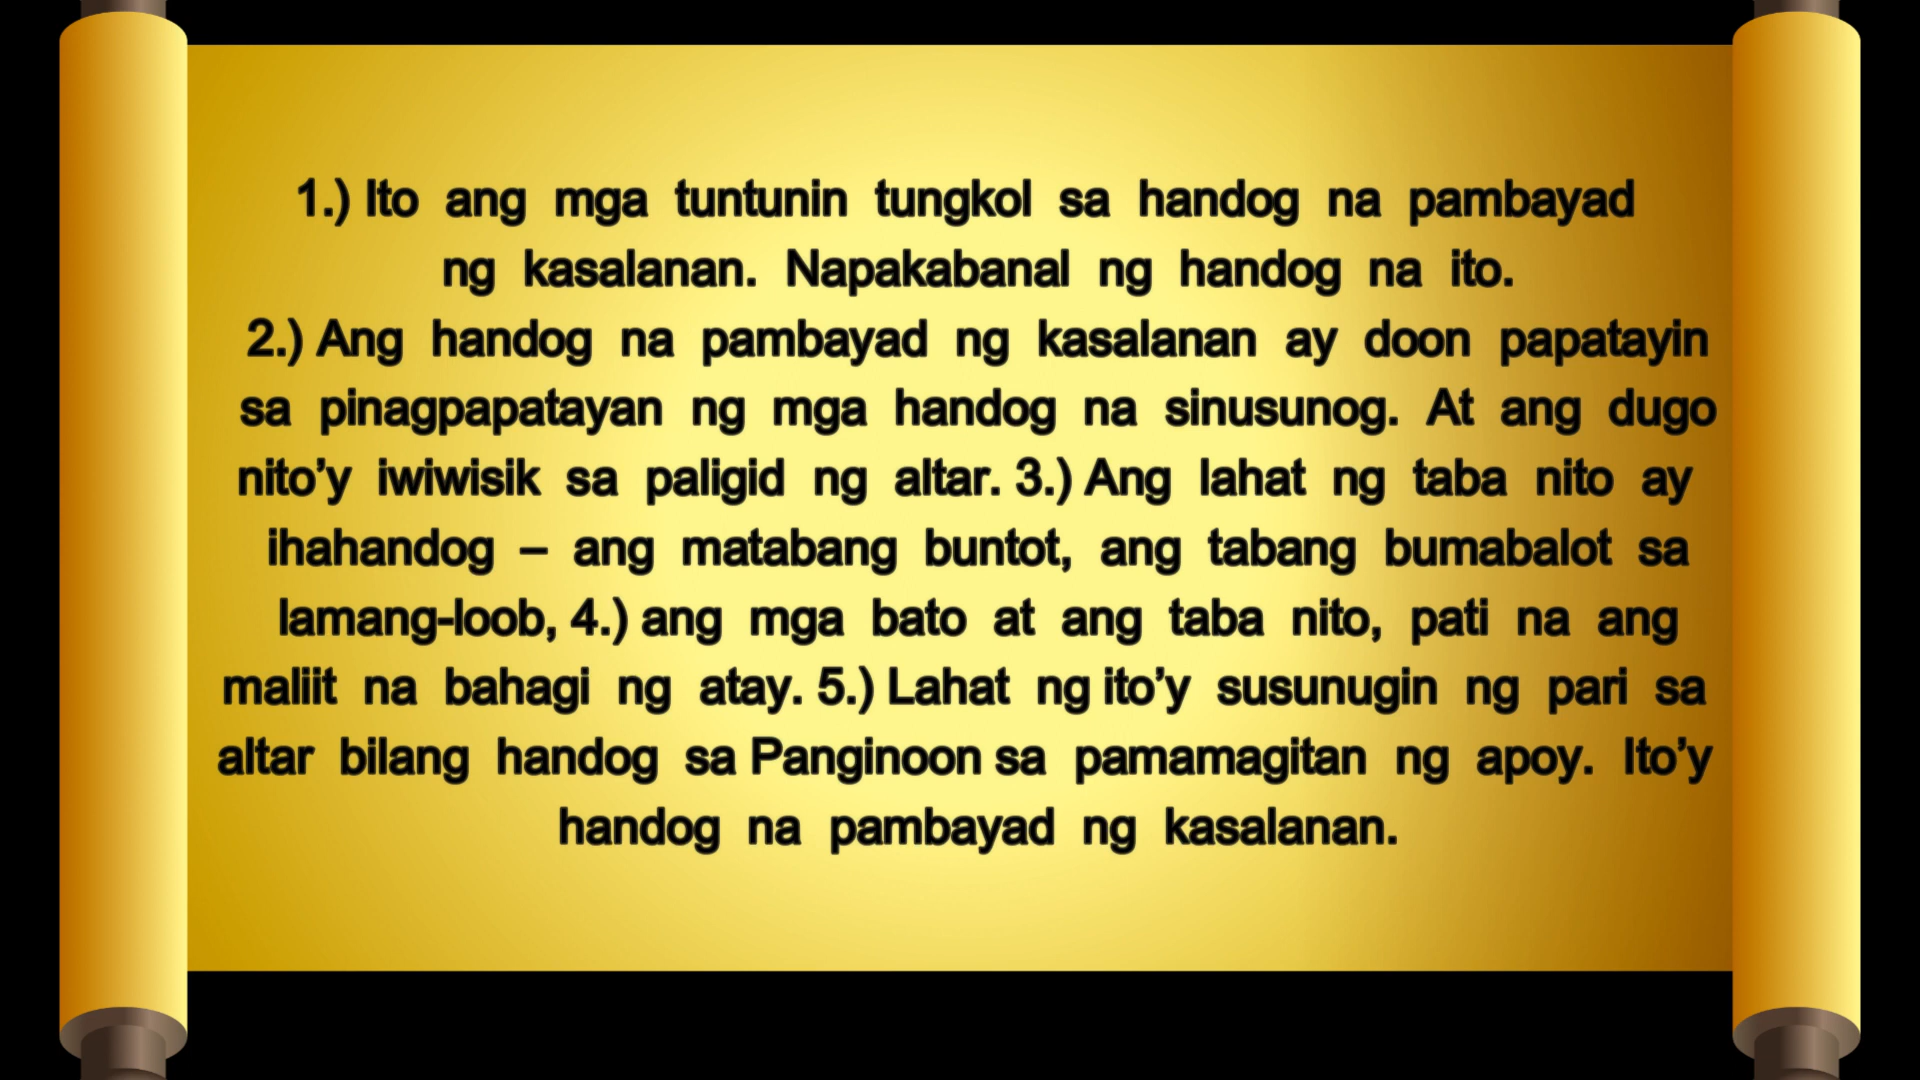 1.) Ito ang mga tuntunin tungkol sa handog na pambayad
ng kasalanan. Napakabanal ng handog na ito.
2.) Ang handog na pambayad ng kasalanan ay doon papatayin
sa pinagpapatayan ng mga handog na sinusunog. At ang dugo
nito’y iwiwisik sa paligid ng altar. 3.) Ang lahat ng taba nito ay
ihahandog – ang matabang buntot, ang tabang bumabalot sa
lamang-loob, 4.) ang mga bato at ang taba nito, pati na ang
maliit na bahagi ng atay. 5.) Lahat ng ito’y susunugin ng pari sa
altar bilang handog sa Panginoon sa pamamagitan ng apoy. Ito’y
handog na pambayad ng kasalanan.